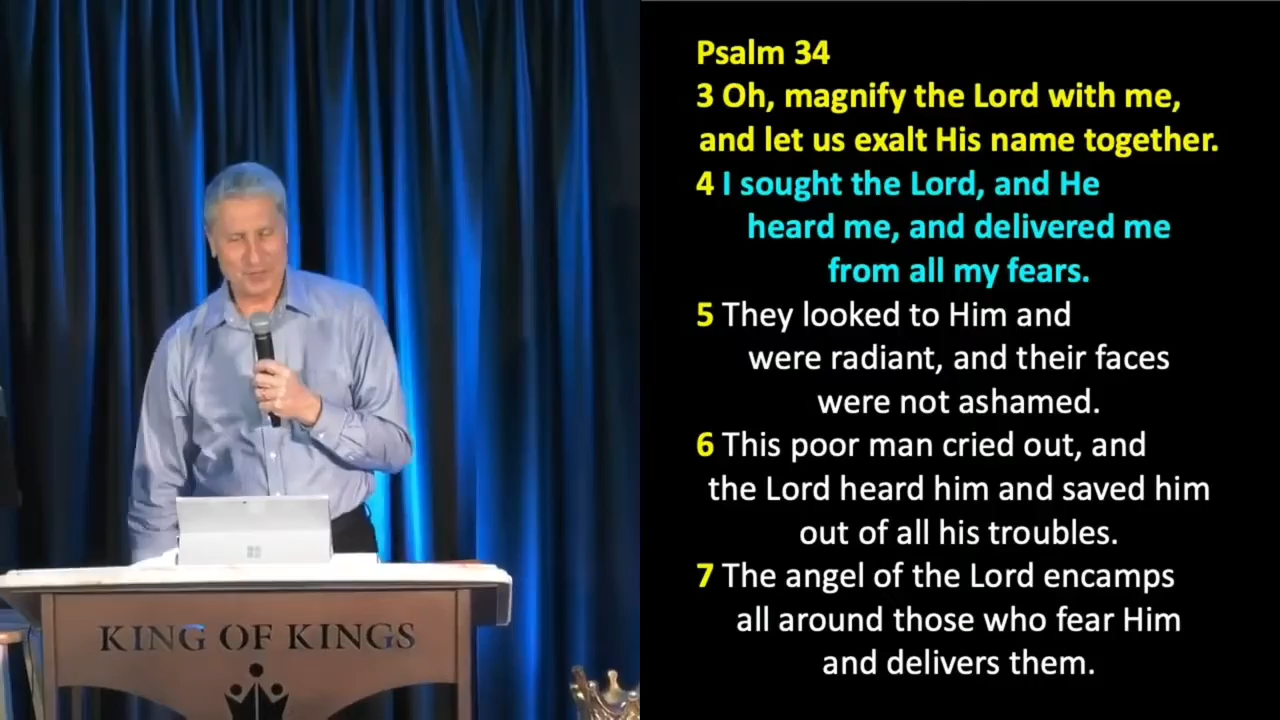 Psalm 34
3 Oh, magnify the Lord with me,
and let us exalt His name together.
4 I sought the Lord, and He
heard me, and delivered me
from all my fears.
5 They looked to Him and
were radiant, and their faces
were not ashamed.
6 This poor man cried out, and
the Lord heard him and saved him
out of all his troubles.
7 The angel of the Lord encamps
all around those who fear Him
and delivers them.
KING OF KINGS